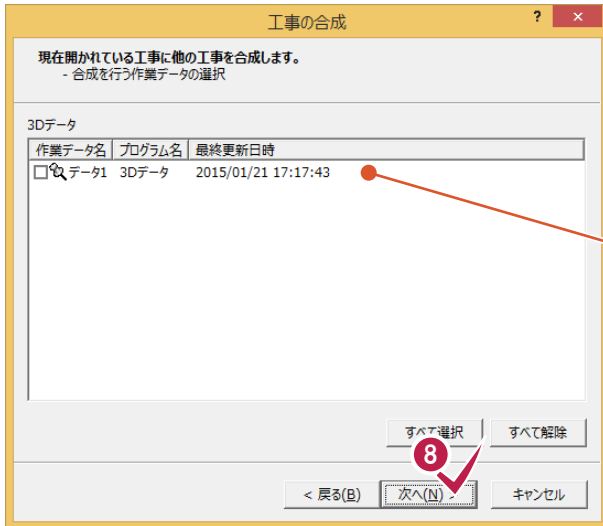 工事の合成
? ×
現在開かれている工事に他の工事を合成します。
- 合成を行う作業データの選択
3Dデータ
作業データ名 プログラム名 最終更新日時
データ1 3Dデータ 2015/01/21 17:17:43
すべて選択 すべて解除
8
< 戻る(B) 次へ(N) > キャンセル